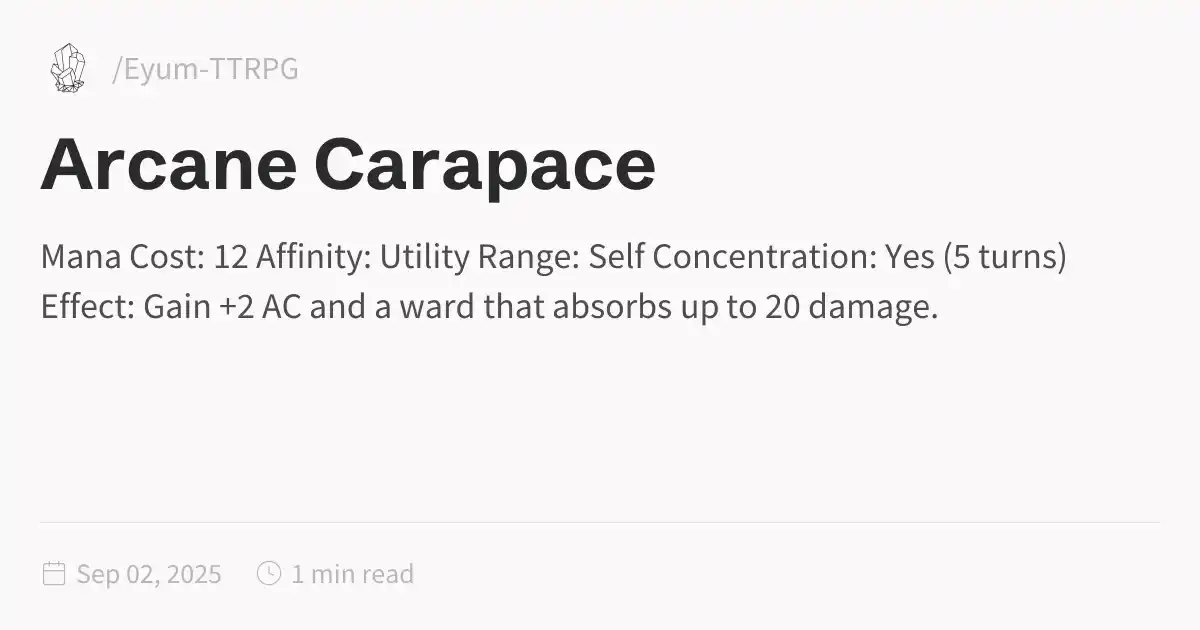 /Eyum-TTRPG
Arcane Carapace
Mana Cost: 12 Affinity: Utility Range: Self Concentration: Yes (5 turns)
Effect: Gain +2 AC and a ward that absorbs up to 20 damage.
Sep 02, 2025 1 min read